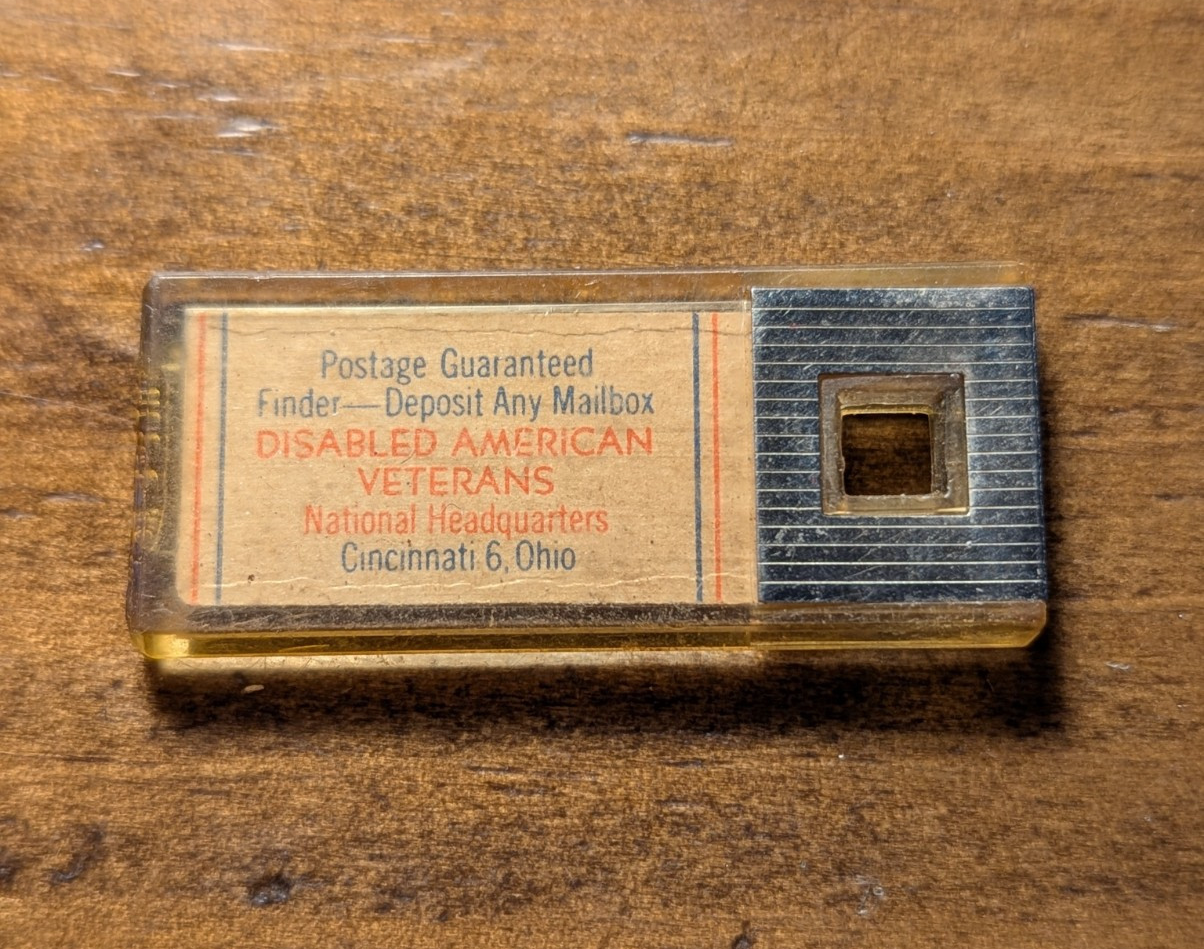 Postage Guaranteed
Finder—Deposit Any Mailbox
DISABLED AMERICAN
VETERANS
National Headquarters
Cincinnati 6, Ohio